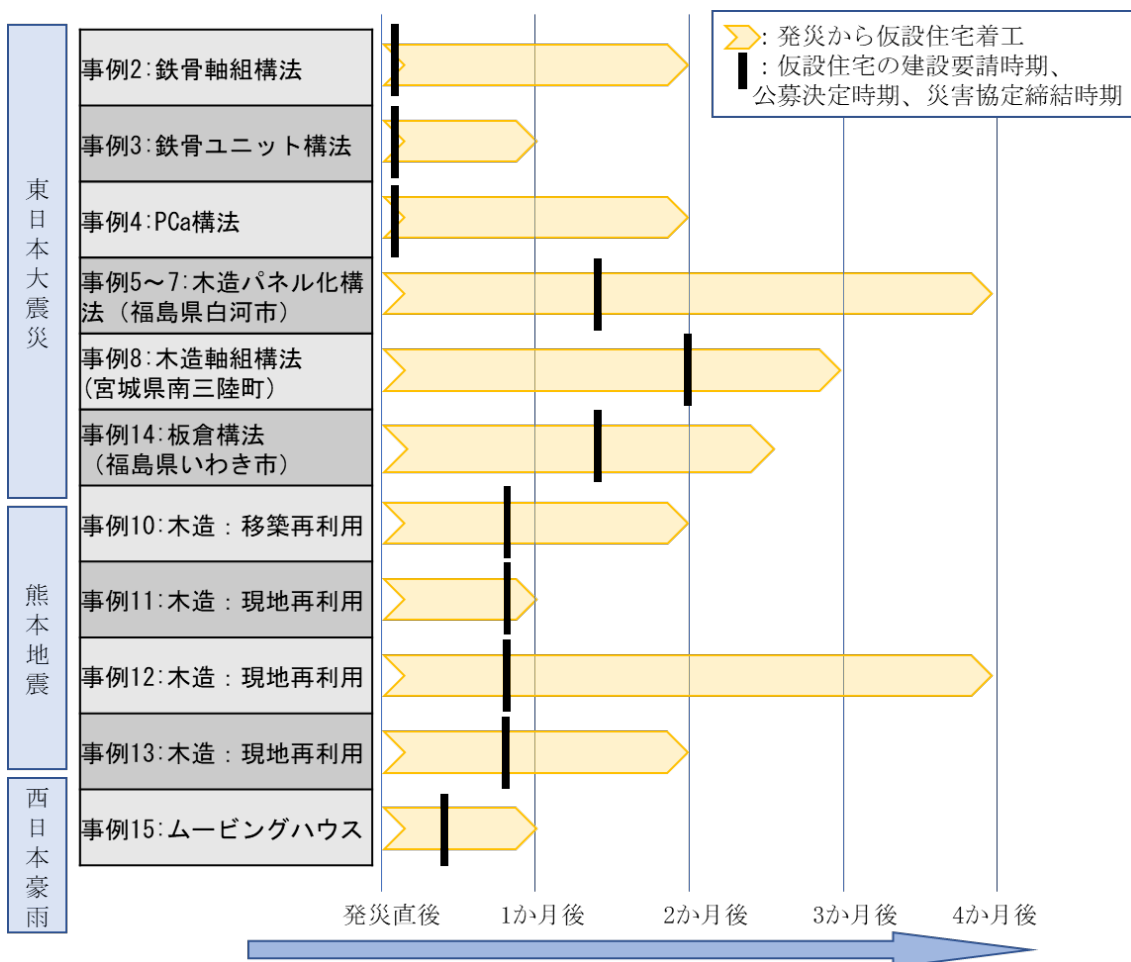 ：発災から仮設住宅着工
：仮設住宅の建設要請時期、
公募決定時期、災害協定締結時期
東日本大震災
事例2：鉄骨軸組構法
事例3：鉄骨ユニット構法
事例4：PCa構法
事例5～7：木造パネル化構
法（福島県白河市）
事例8：木造軸組構法
（宮城県南三陸町）
事例14：板倉構法
（福島県いわき市）
熊本地震
事例10：木造：移築再利用
事例11：木造：現地再利用
事例12：木造：現地再利用
事例13：木造：現地再利用
西日本豪雨
事例15：ムービングハウス
発災直後 1か月後 2か月後 3か月後 4か月後